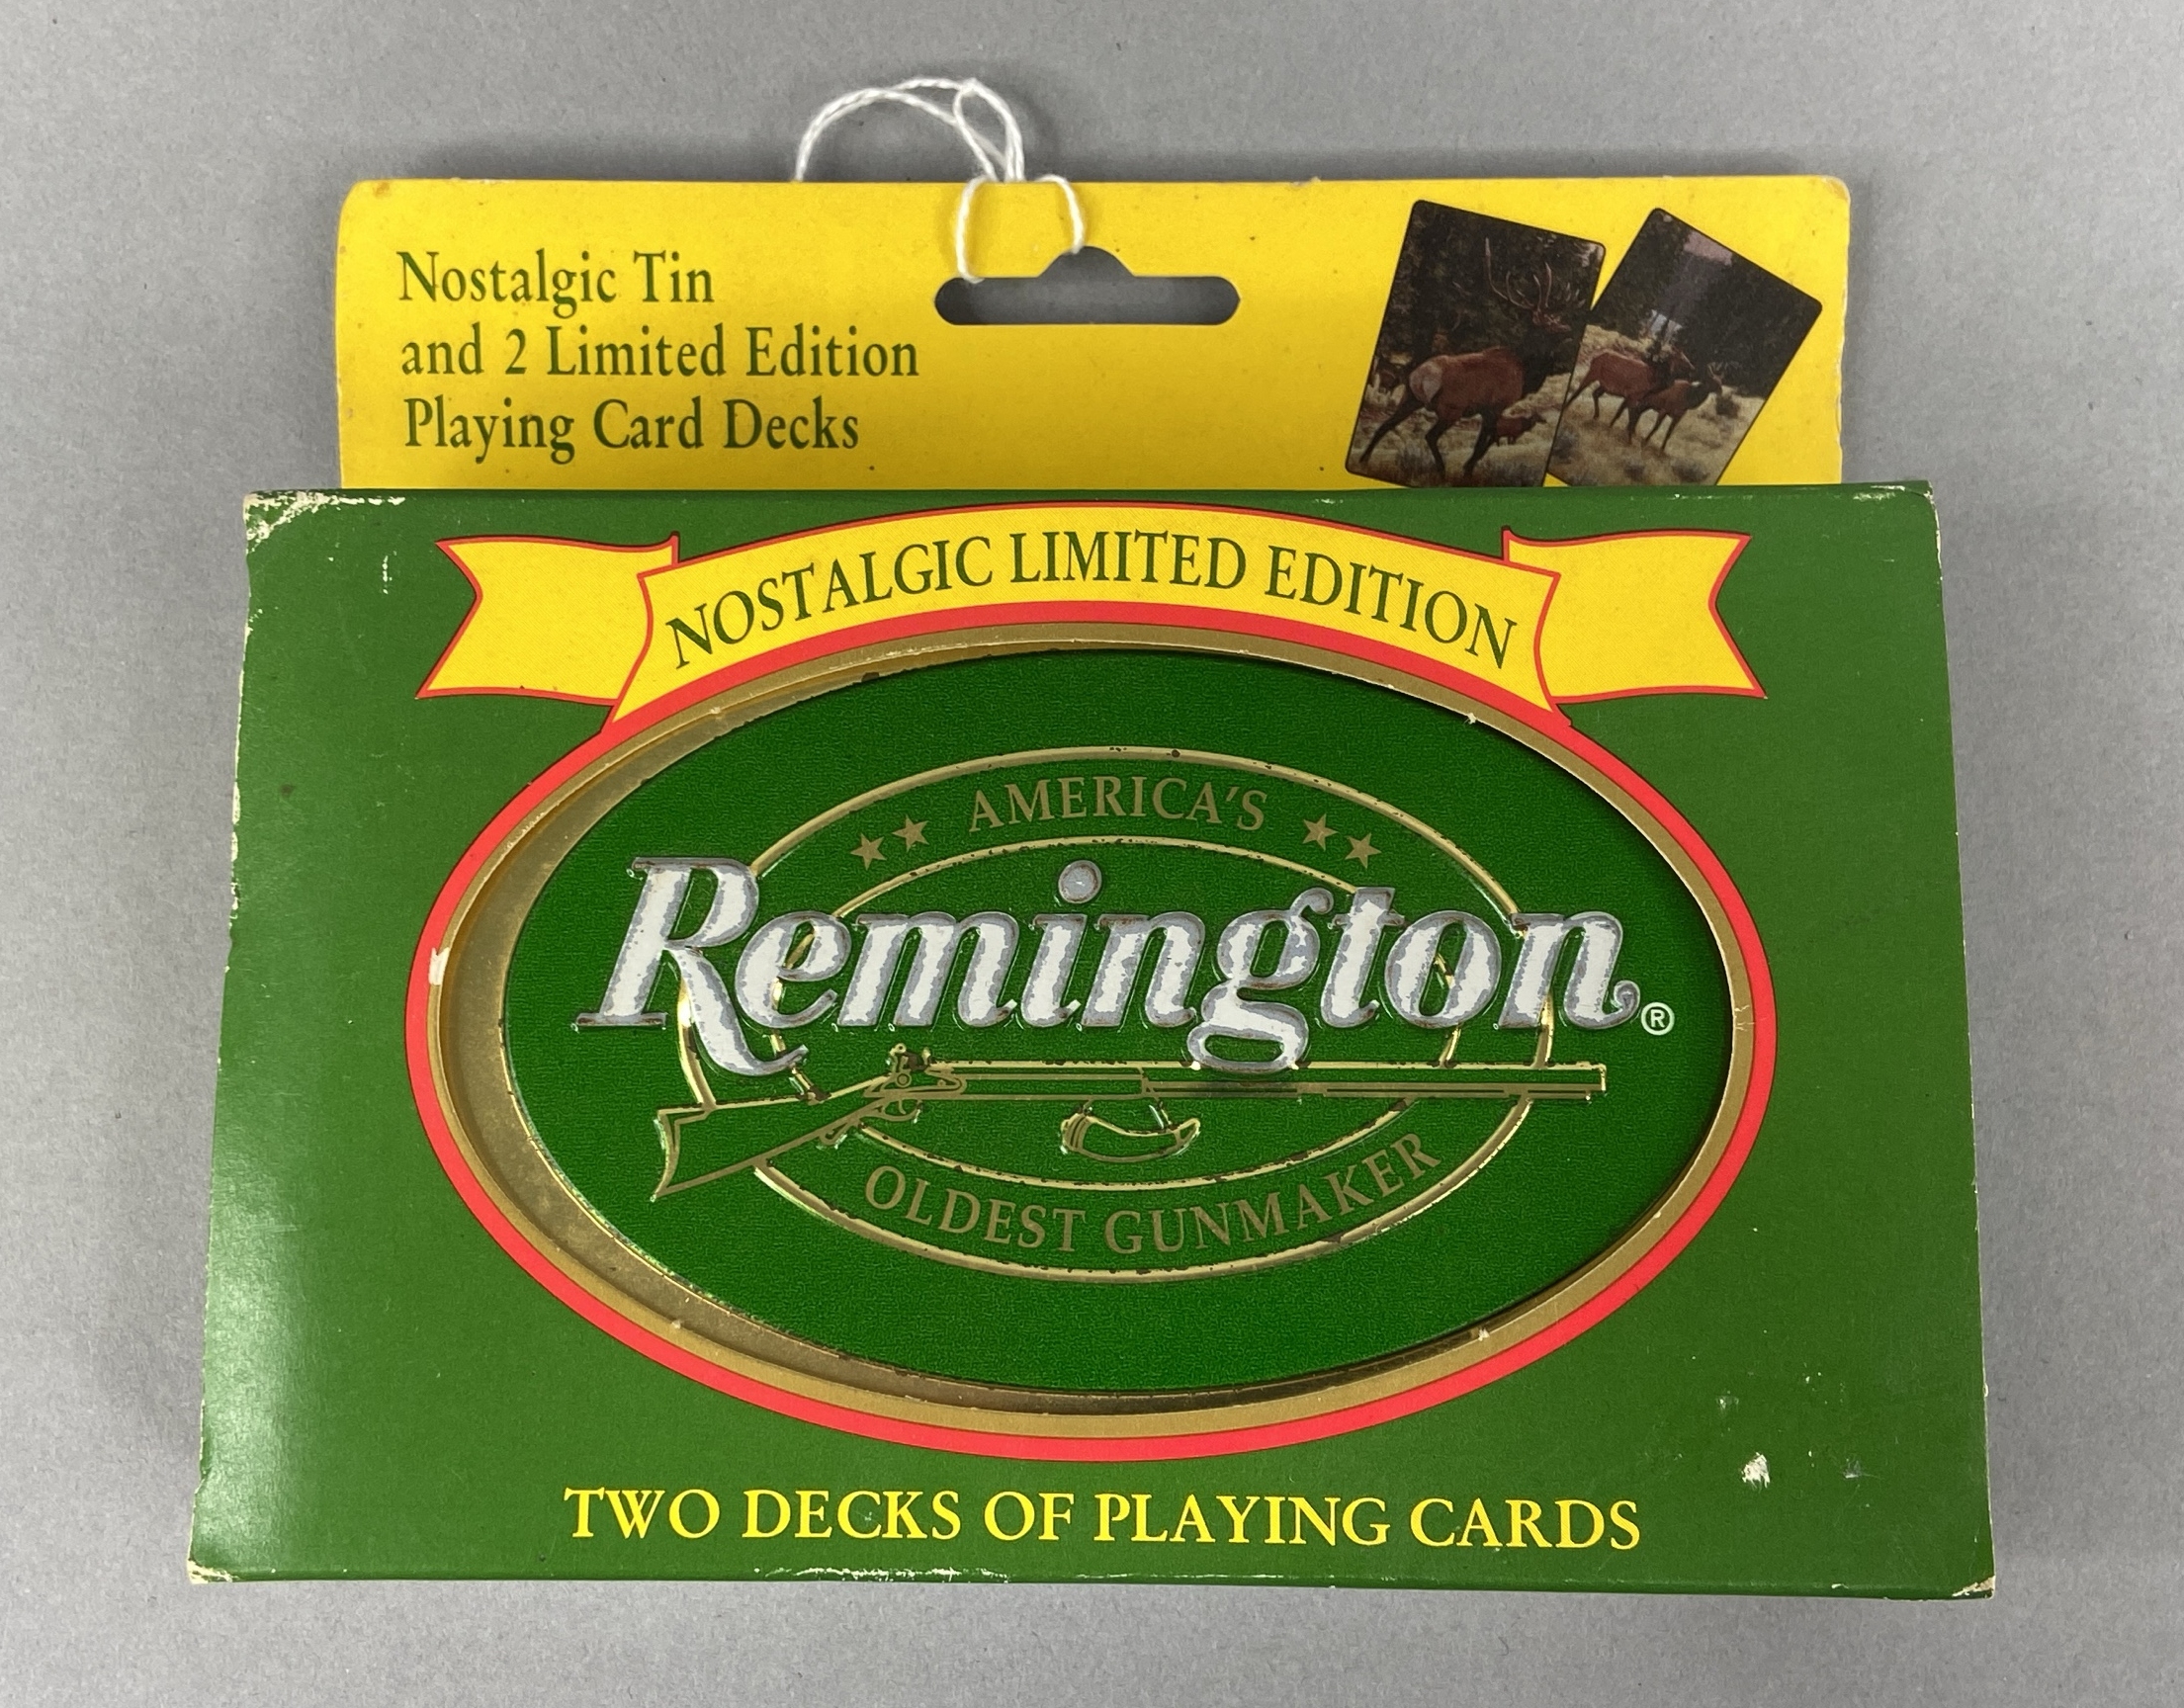 Nostalgic Tin
and 2 Limited Edition
Playing Card Decks
NOSTALGIC LIMITED EDITION
AMERICA'S
Remington®
OLDEST GUNMAKER
TWO DECKS OF PLAYING CARDS